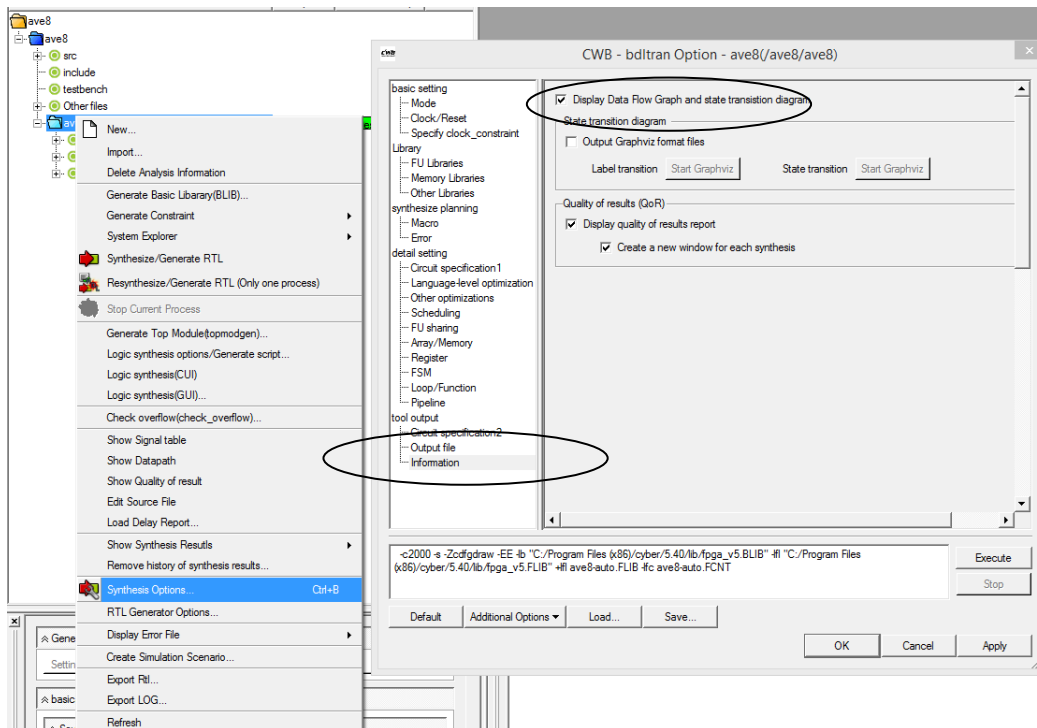 ave8
ave8
src
include
testbench
Other files
New...
Import...
Delete Analysis Information
Generate Basic Libarary(BLIB)...
Generate Constraint
System Explorer
Synthesize/Generate RTL
Resynthesize/Generate RTL (Only one process)
Stop Current Process
Generate Top Module(topmodgen)...
Logic synthesis options/Generate script...
Logic synthesis(CUI)
Logic synthesis(GUI)...
Check overflow(check_overflow)...
Show Signal table
Show Datapath
Show Quality of result
Edit Source File
Load Delay Report...
Show Synthesis Resutls
Remove history of synthesis results...
Synthesis Options... Ctrl+B
RTL Generator Options...
Display Error File
Create Simulation Scenario...
Export Rtl...
Export LOG...
Refresh
CWB CWB - bdltran Option - ave8(/ave8/ave8)
basic setting
Mode
Clock/Reset
Specify clock_constraint
Library
FU Libraries
Memory Libraries
Other Libraries
synthesize planning
Macro
Error
detail setting
Circuit specification1
Language-level optimization
Other optimizations
Scheduling
FU sharing
Array/Memory
Register
FSM
Loop/Function
Pipeline
tool output
Circuit specification2
Output file
Information
Display Data Flow Graph and state transistion diagram
State transition diagram
Output Graphviz format files
Label transition Start Graphviz State transition Start Graphviz
Quality of results (QoR)
Display quality of results report
Create a new window for each synthesis
-c2000 -s -Zcdfgdraw -EE -lb "C:/Program Files (x86)/cyber/5.40/lib/fpga_v5.BLIB" -lfl "C:/Program Files
(x86)/cyber/5.40/lib/fpga_v5.FLIB" +lfl ave8-auto.FLIB -lfc ave8-auto.FCNT
Execute
Stop
Default Additional Options Load... Save...
OK Cancel Apply
Gene
Settin
basic